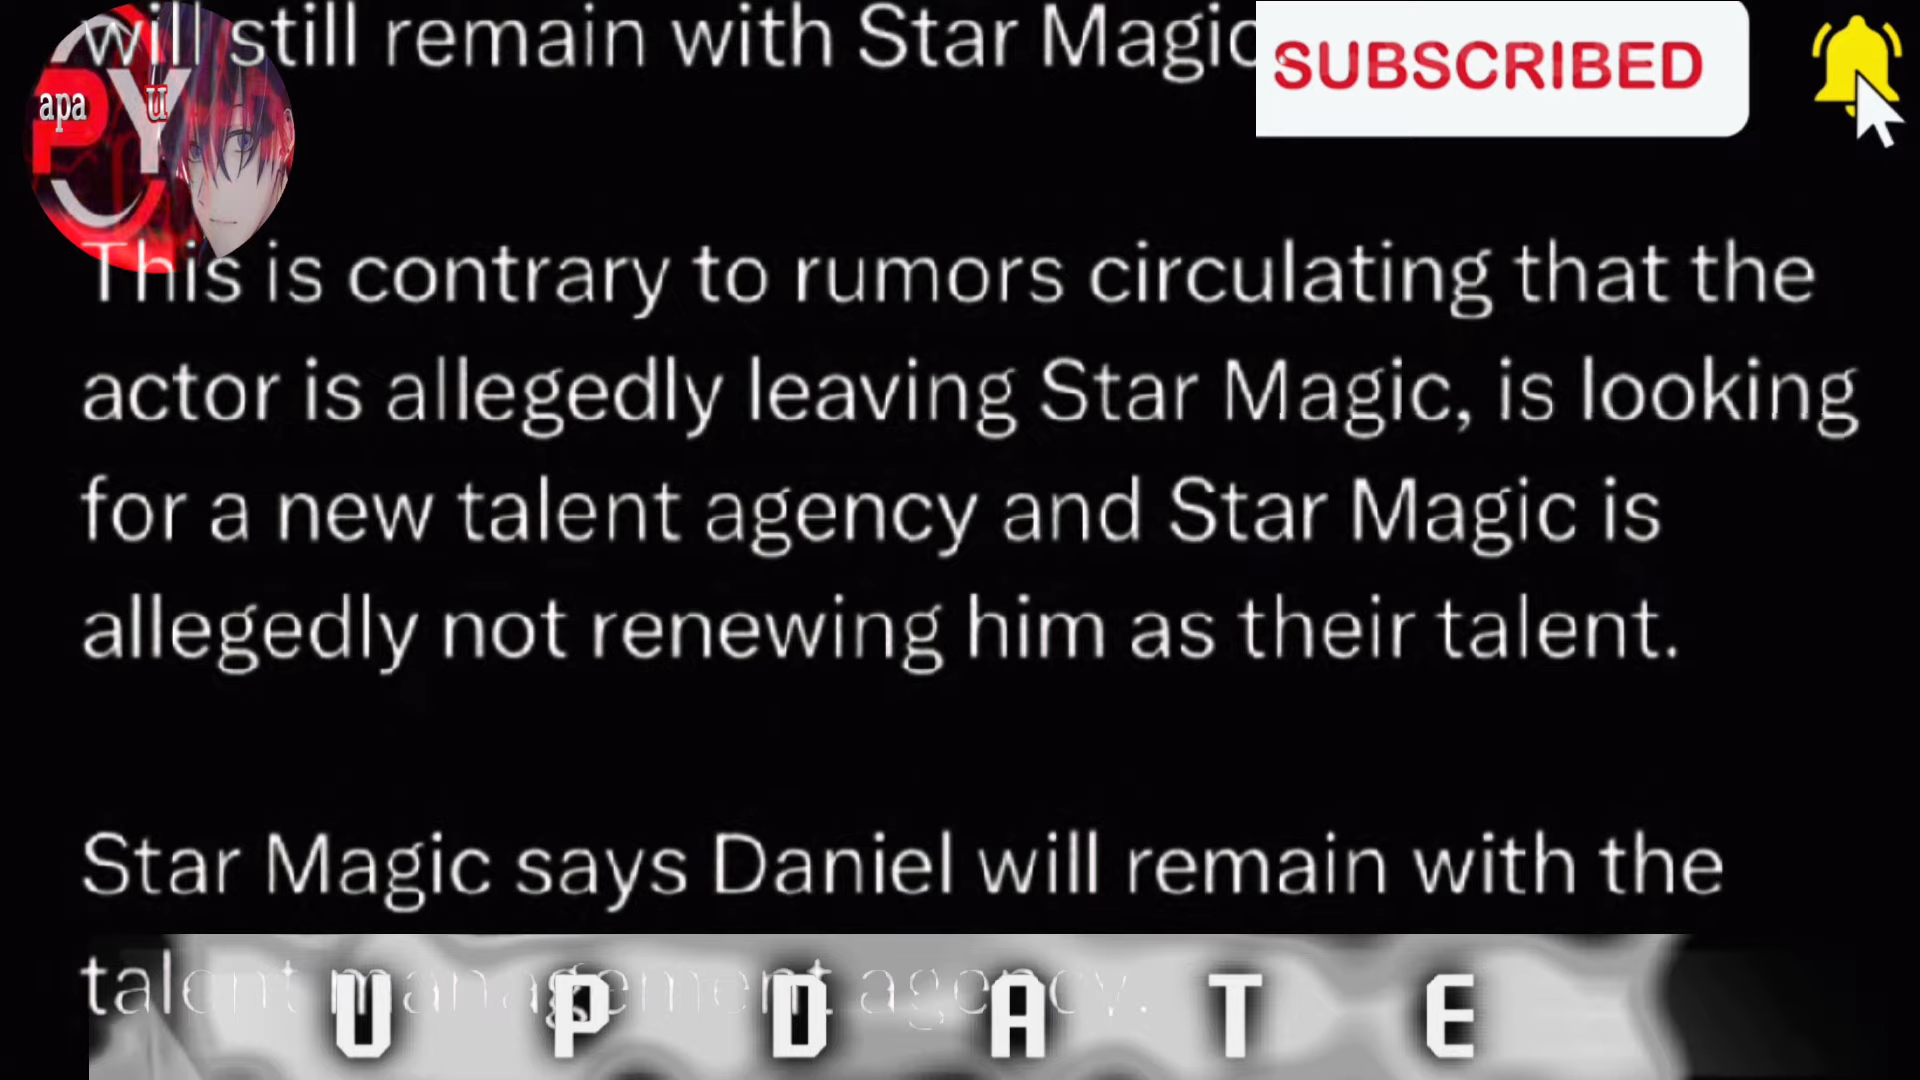 will still remain with Star Magic
SUBSCRIBED
apa u
PY
This is contrary to rumors circulating that the
actor is allegedly leaving Star Magic, is looking
for a new talent agency and Star Magic is
allegedly not renewing him as their talent.
Star Magic says Daniel will remain with the
talent management agency.
UPDATE